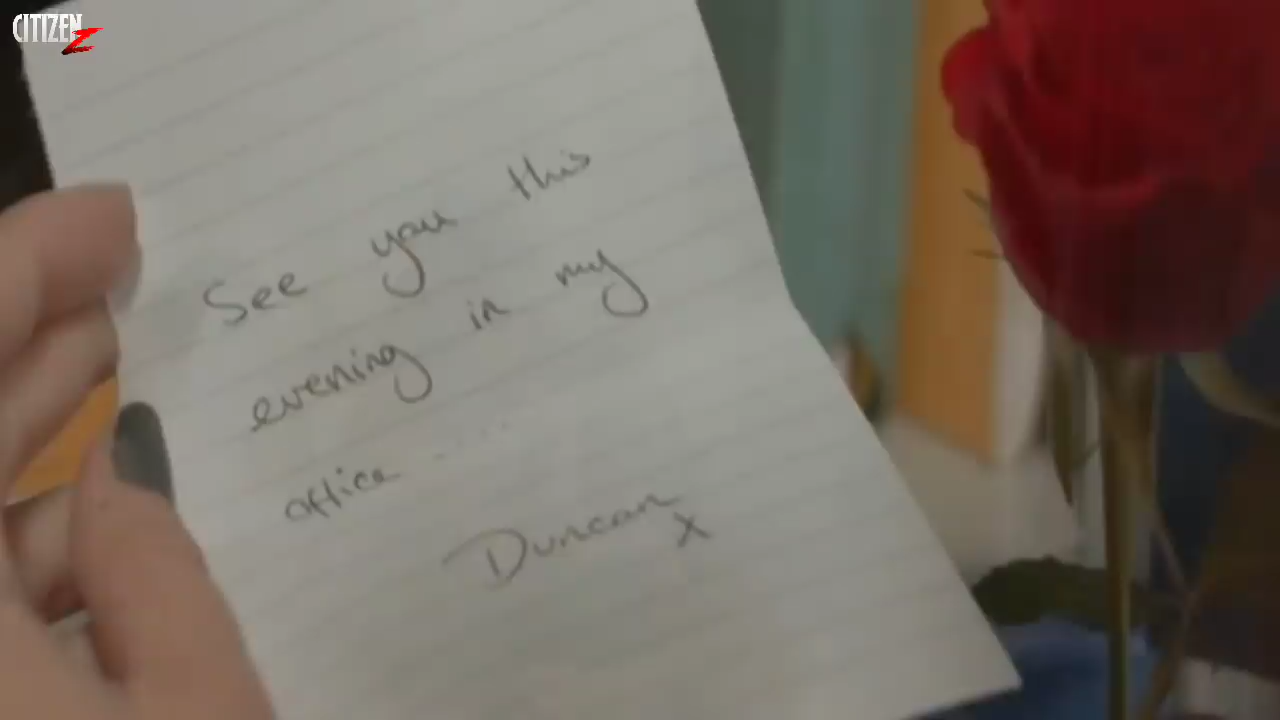 CITIZEN Z
See you this
evening in my
office ....
Duncan
x